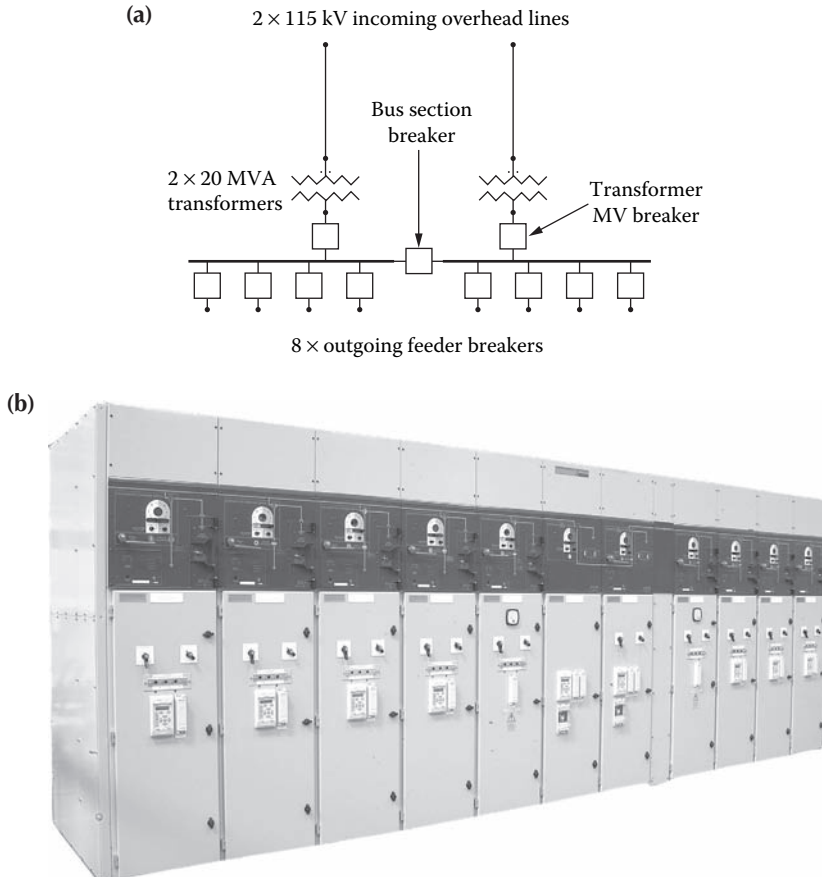 (a)
2 × 115 kV incoming overhead lines
Bus section
breaker
2 × 20 MVA
transformers
Transformer
MV breaker
8 × outgoing feeder breakers
(b)